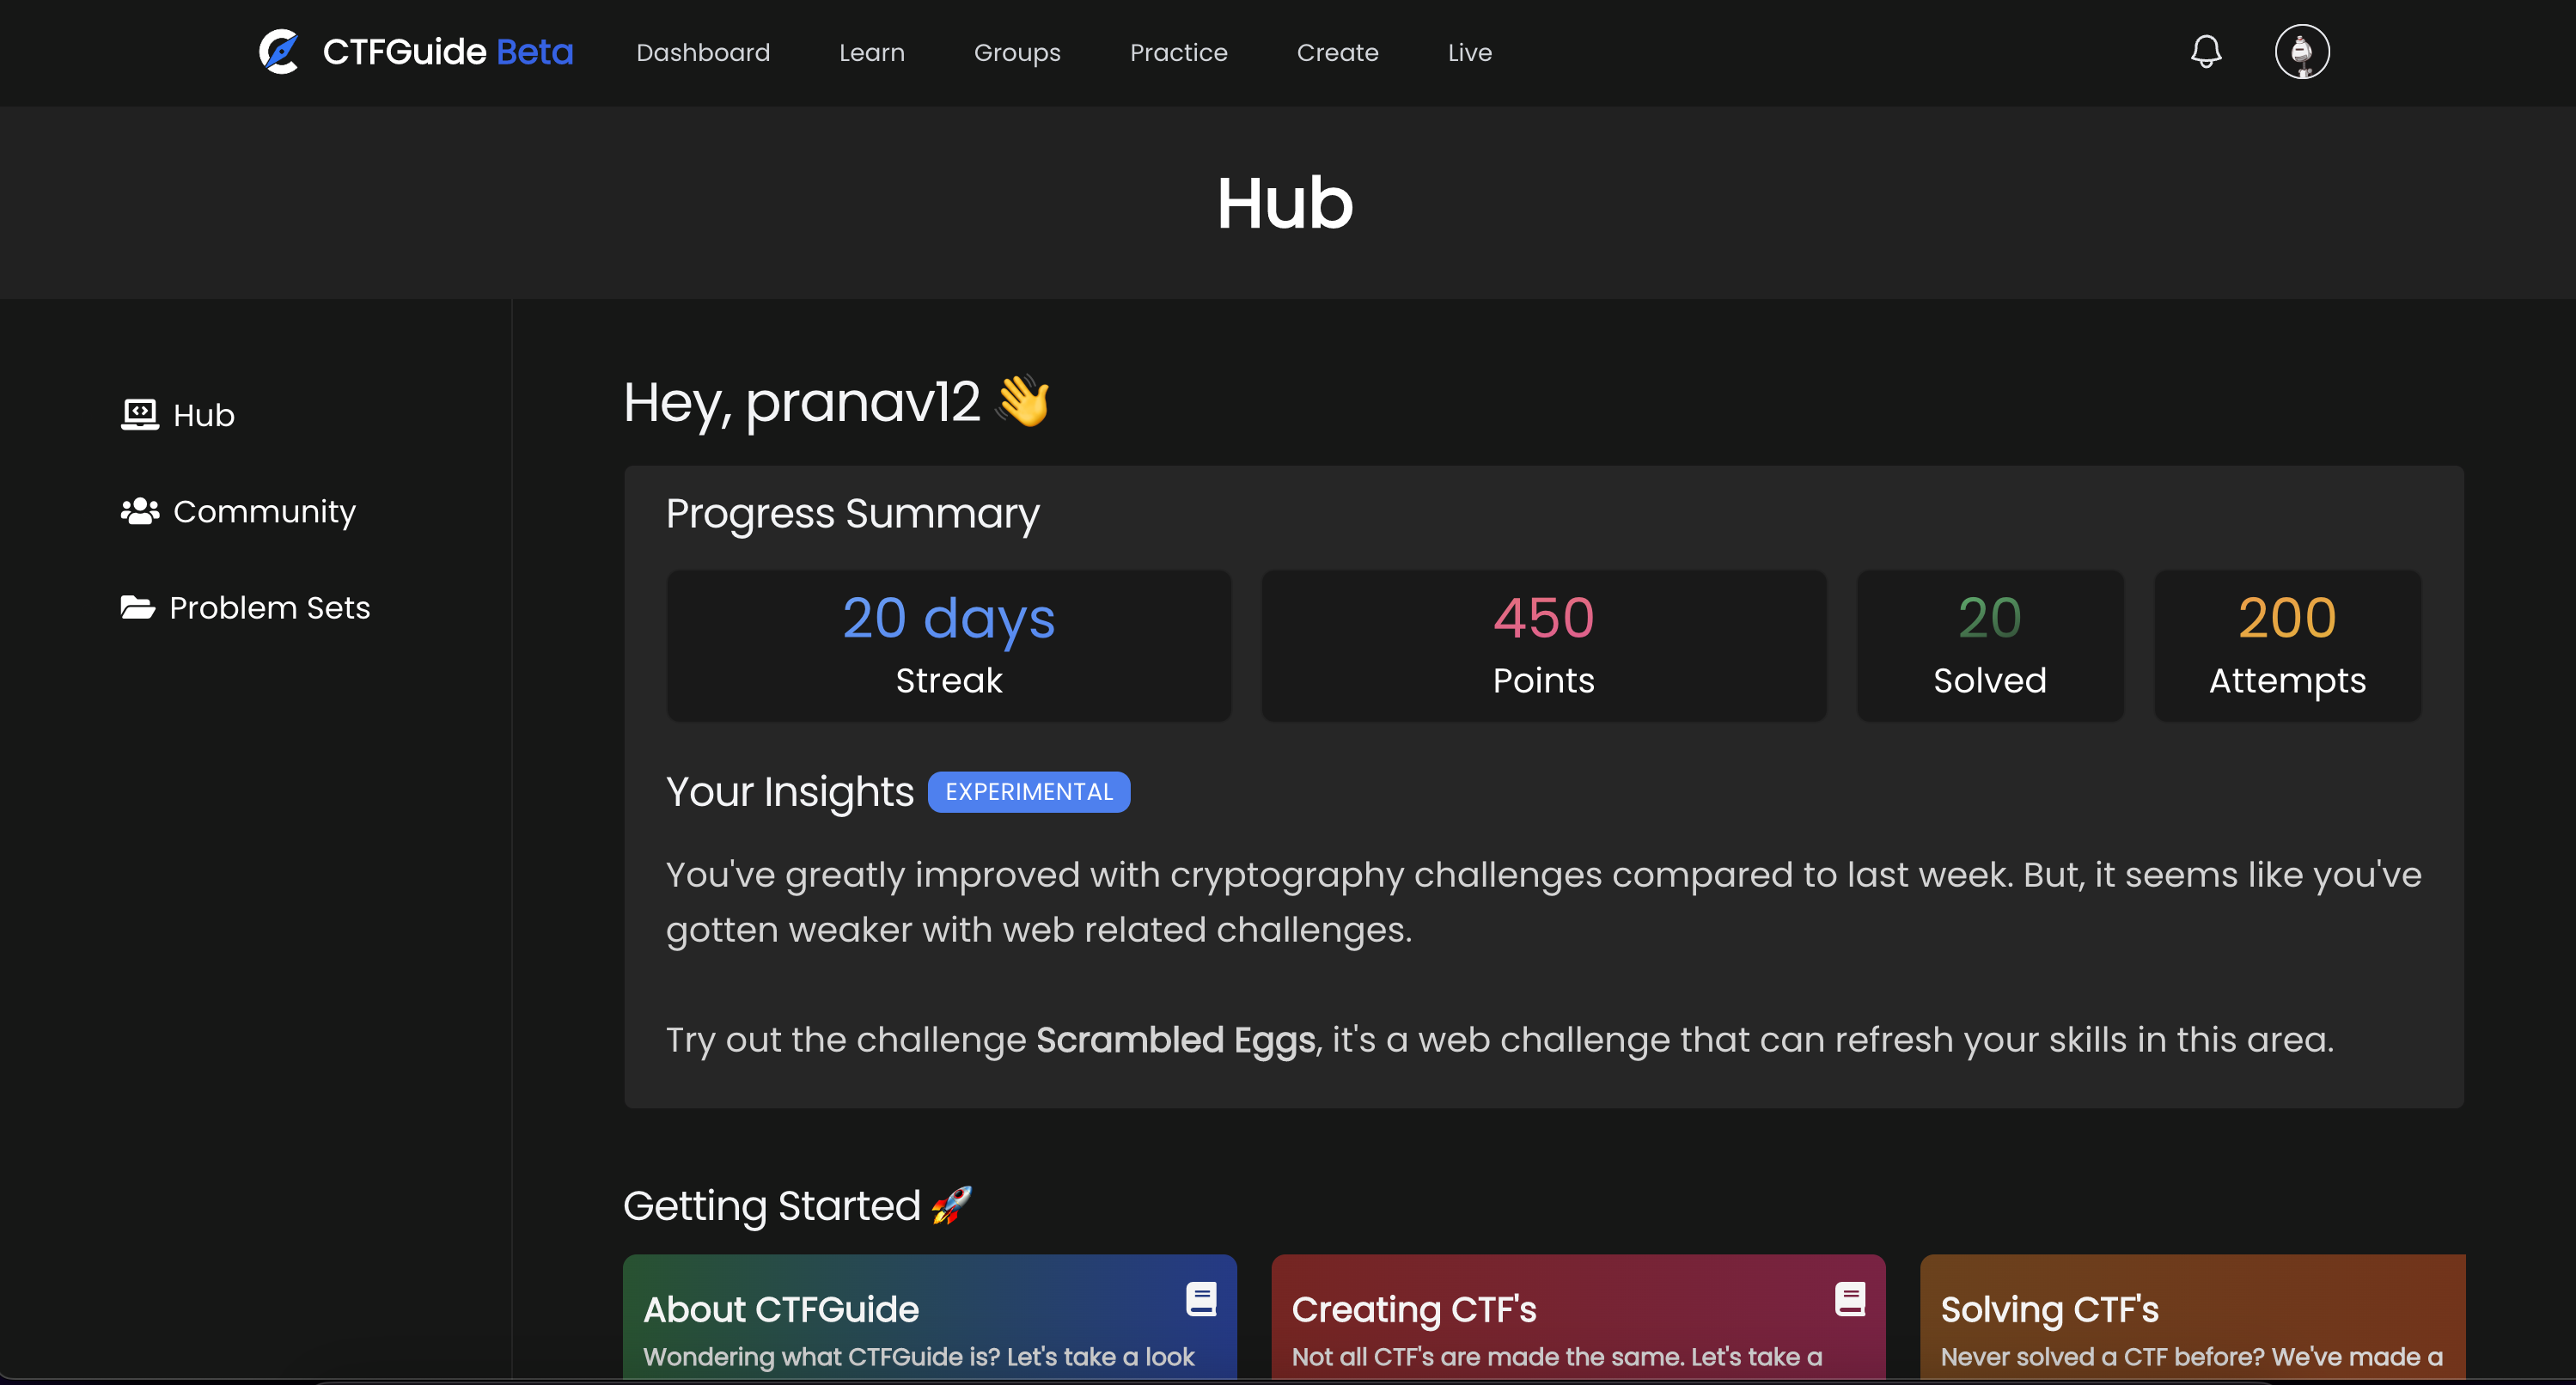 CTFGuide Beta
Dashboard
Learn
Groups
Practice
Create
Live
Hub
Hub
Community
Problem Sets
Hey, pranav12 👋
Progress Summary
20 days
Streak
450
Points
20
Solved
200
Attempts
Your Insights EXPERIMENTAL
You've greatly improved with cryptography challenges compared to last week. But, it seems like you've
gotten weaker with web related challenges.
Try out the challenge Scrambled Eggs, it's a web challenge that can refresh your skills in this area.
Getting Started 🚀
About CTFGuide
Wondering what CTFGuide is? Let's take a look
Creating CTF's
Not all CTF's are made the same. Let's take a
Solving CTF's
Never solved a CTF before? We've made a